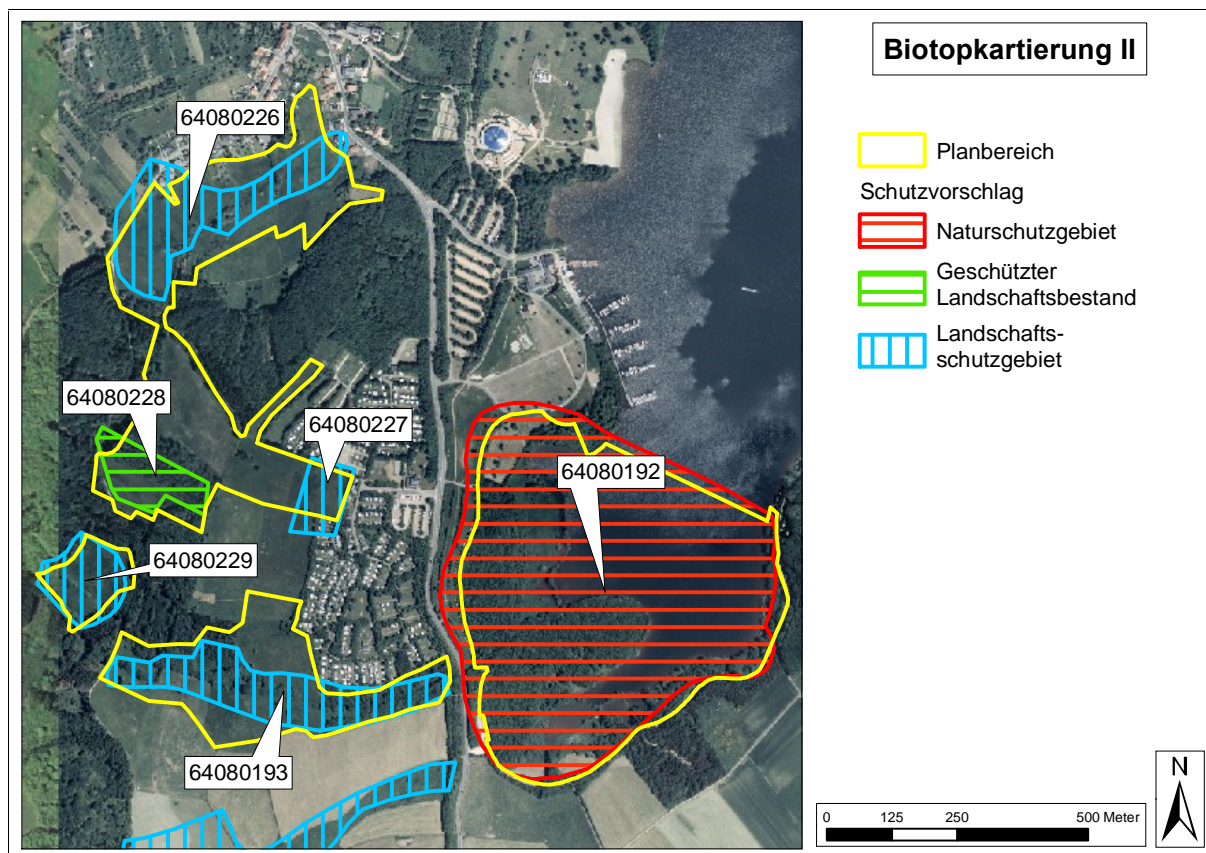 Biotopkartierung II
Planbereich
Schutzvorschlag
Naturschutzgebiet
Geschützter
Landschaftsbestand
Landschafts-
schutzgebiet
64080226
64080228
64080227
64080192
64080229
64080193
N
0 125 250 500 Meter